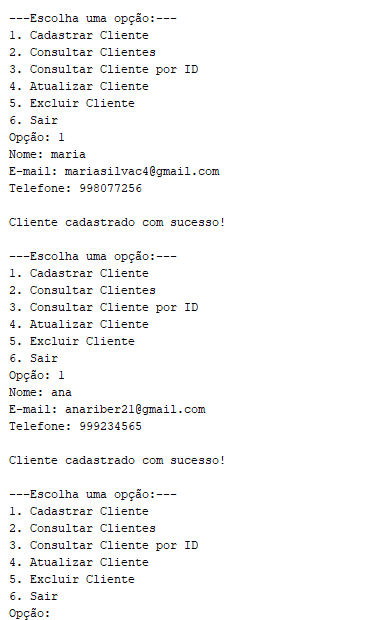 ---Escolha uma opção:---
1. Cadastrar Cliente
2. Consultar Clientes
3. Consultar Cliente por ID
4. Atualizar Cliente
5. Excluir Cliente
6. Sair
Opção: 1
Nome: maria
E-mail: mariasilvac4@gmail.com
Telefone: 998077256
Cliente cadastrado com sucesso!
---Escolha uma opção:---
1. Cadastrar Cliente
2. Consultar Clientes
3. Consultar Cliente por ID
4. Atualizar Cliente
5. Excluir Cliente
6. Sair
Opção: 1
Nome: ana
E-mail: anariber21@gmail.com
Telefone: 999234565
Cliente cadastrado com sucesso!
---Escolha uma opção:---
1. Cadastrar Cliente
2. Consultar Clientes
3. Consultar Cliente por ID
4. Atualizar Cliente
5. Excluir Cliente
6. Sair
Opção: